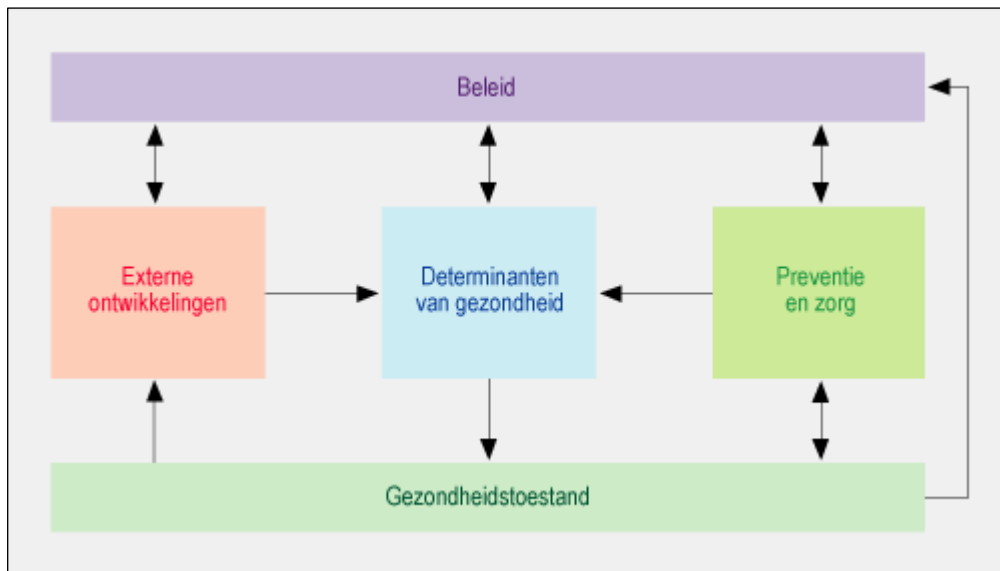 Beleid
Externe
ontwikkelingen
Determinanten
van gezondheid
Preventie
en zorg
Gezondheidstoestand